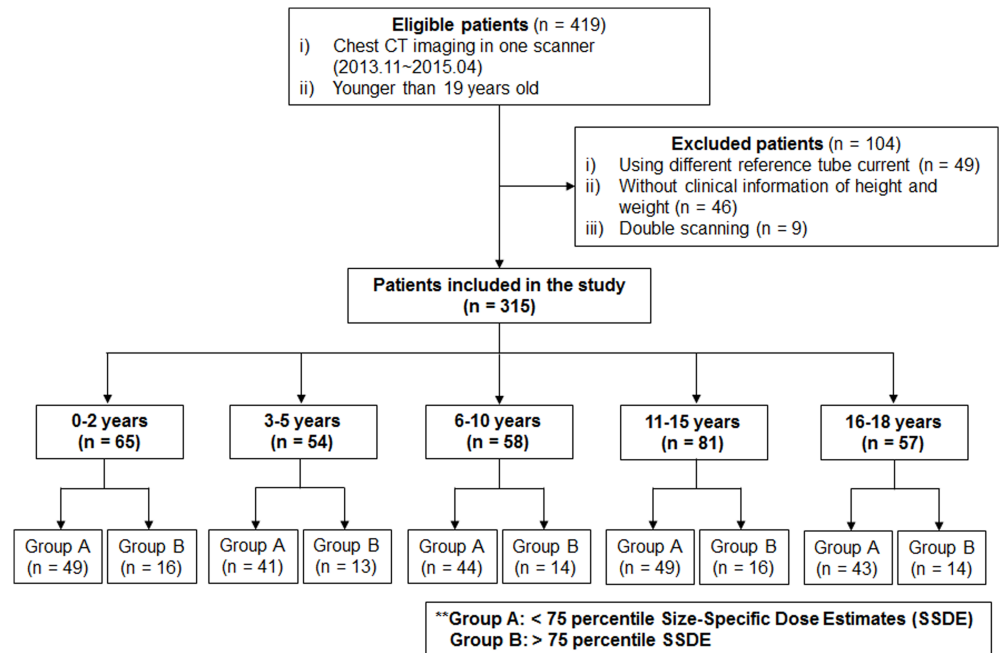 Eligible patients (n = 419)
i) Chest CT imaging in one scanner
(2013.11~2015.04)
ii) Younger than 19 years old
Excluded patients (n = 104)
i) Using different reference tube current (n = 49)
ii) Without clinical information of height and
weight (n = 46)
iii) Double scanning (n = 9)
Patients included in the study
(n = 315)
0-2 years
(n = 65)
3-5 years
(n = 54)
6-10 years
(n = 58)
11-15 years
(n = 81)
16-18 years
(n = 57)
Group A
(n = 49)
Group B
(n = 16)
Group A
(n = 41)
Group B
(n = 13)
Group A
(n = 44)
Group B
(n = 14)
Group A
(n = 49)
Group B
(n = 16)
Group A
(n = 43)
Group B
(n = 14)
**Group A: < 75 percentile Size-Specific Dose Estimates (SSDE)
Group B: > 75 percentile SSDE